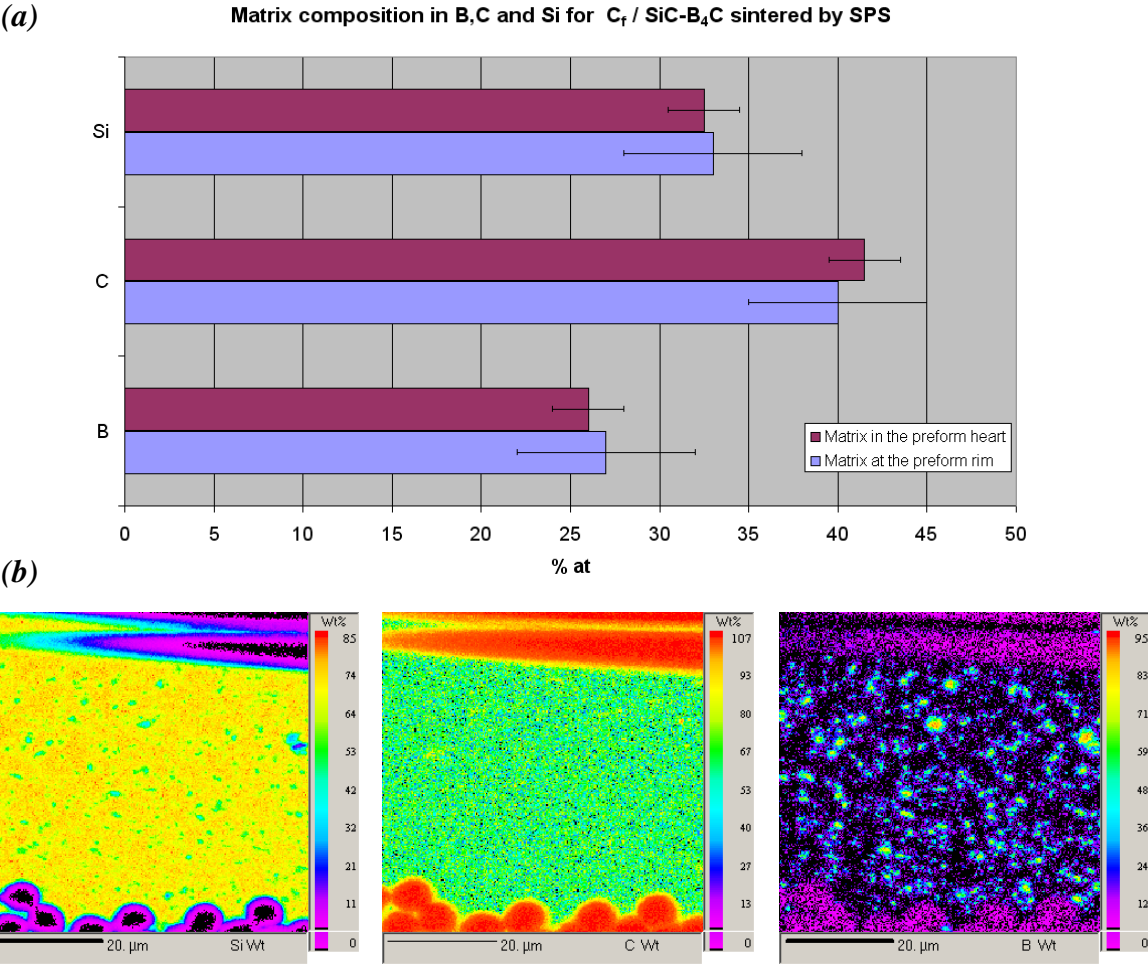 (a)
Matrix composition in B,C and Si for Cf / SiC-B4C sintered by SPS
Si
C
B
Matrix in the preform heart
Matrix at the preform rim
0 5 10 15 20 25 30 35 40 45 50
% at
(b)
Wt%
85
74
64
53
42
32
21
11
0
20. µm Si Wt
Wt%
107
93
80
67
53
40
27
13
0
20. µm C Wt
Wt%
95
83
71
59
48
36
24
12
0
20. µm B Wt